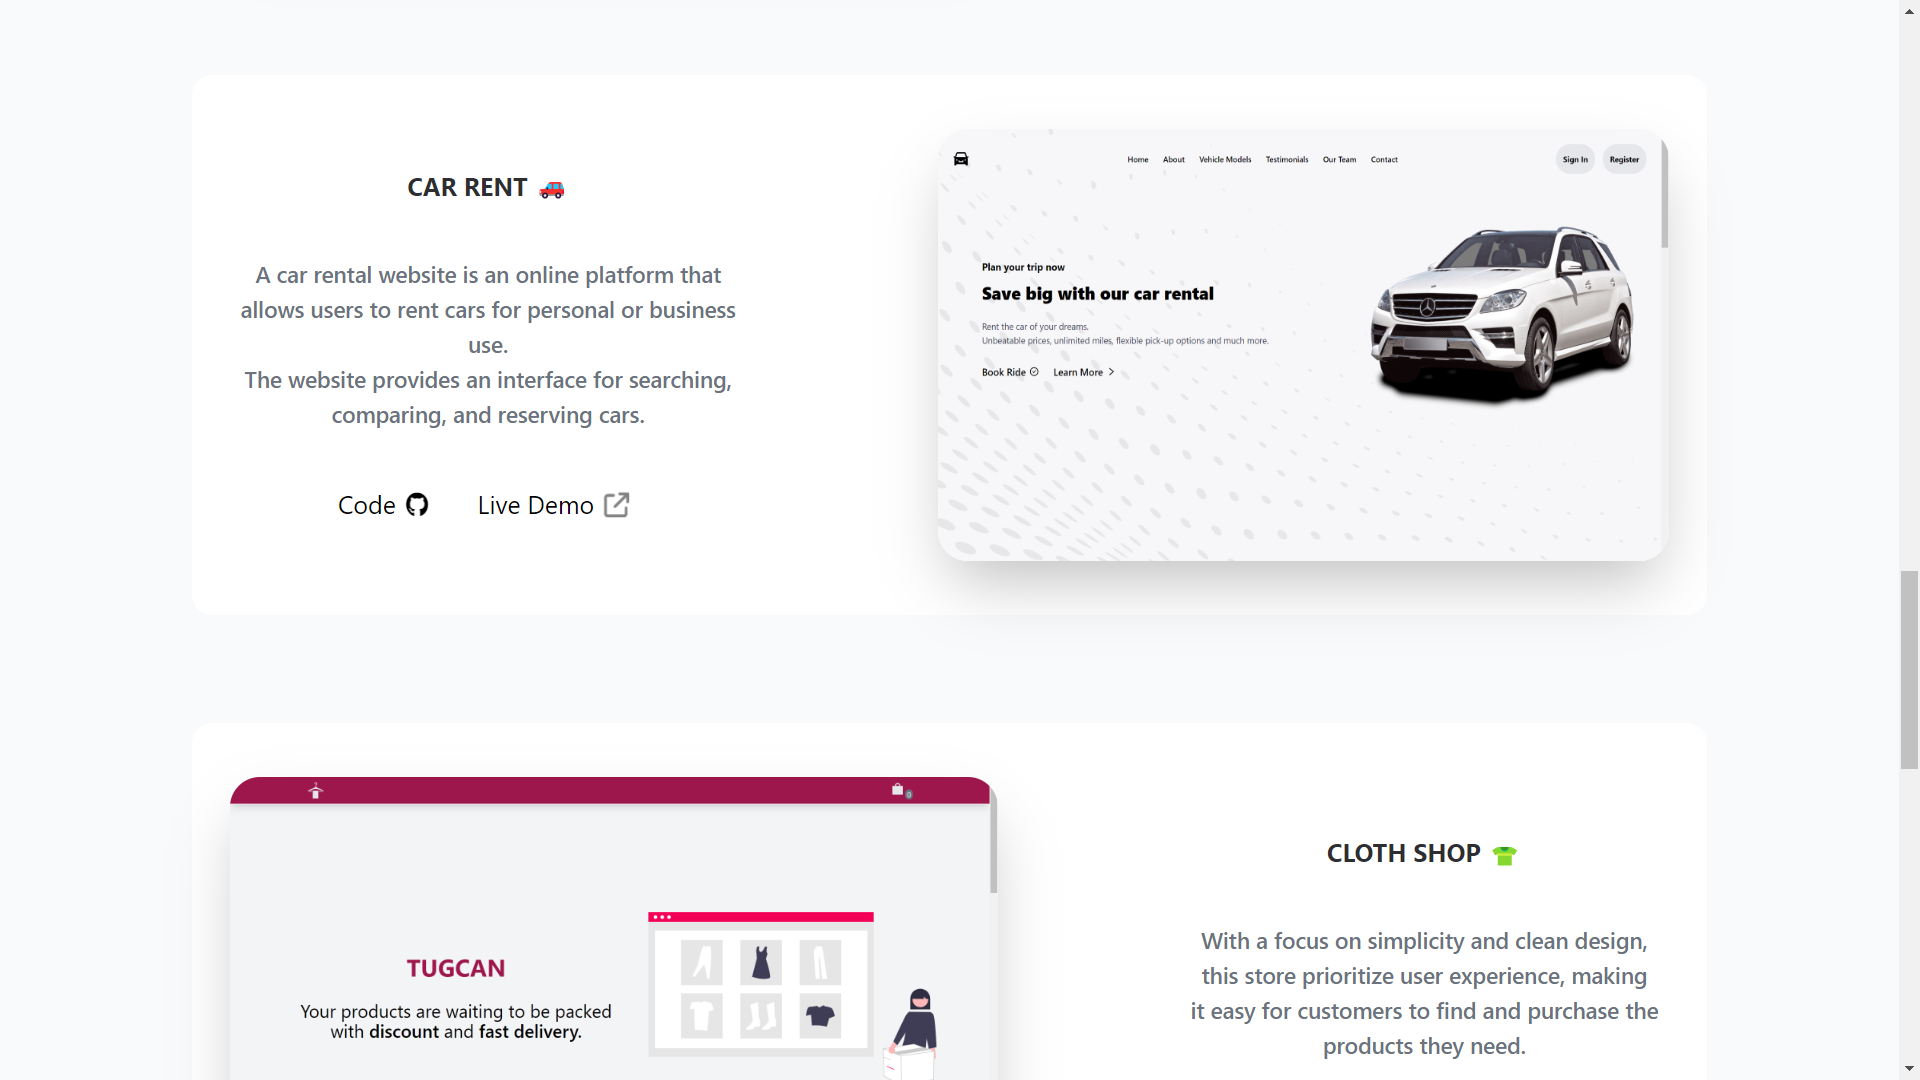 CAR RENT
A car rental website is an online platform that
allows users to rent cars for personal or business
use.
The website provides an interface for searching,
comparing, and reserving cars.
Code
Live Demo
Home About Vehicle Models Testimonials Our Team Contact
Sign In Register
Plan your trip now
Save big with our car rental
Rent the car of your dreams.
Unbeatable prices, unlimited miles, flexible pick-up options and much more.
Book Ride Learn More
0
TUGCAN
Your products are waiting to be packed
with discount and fast delivery.
CLOTH SHOP
With a focus on simplicity and clean design,
this store prioritize user experience, making
it easy for customers to find and purchase the
products they need.